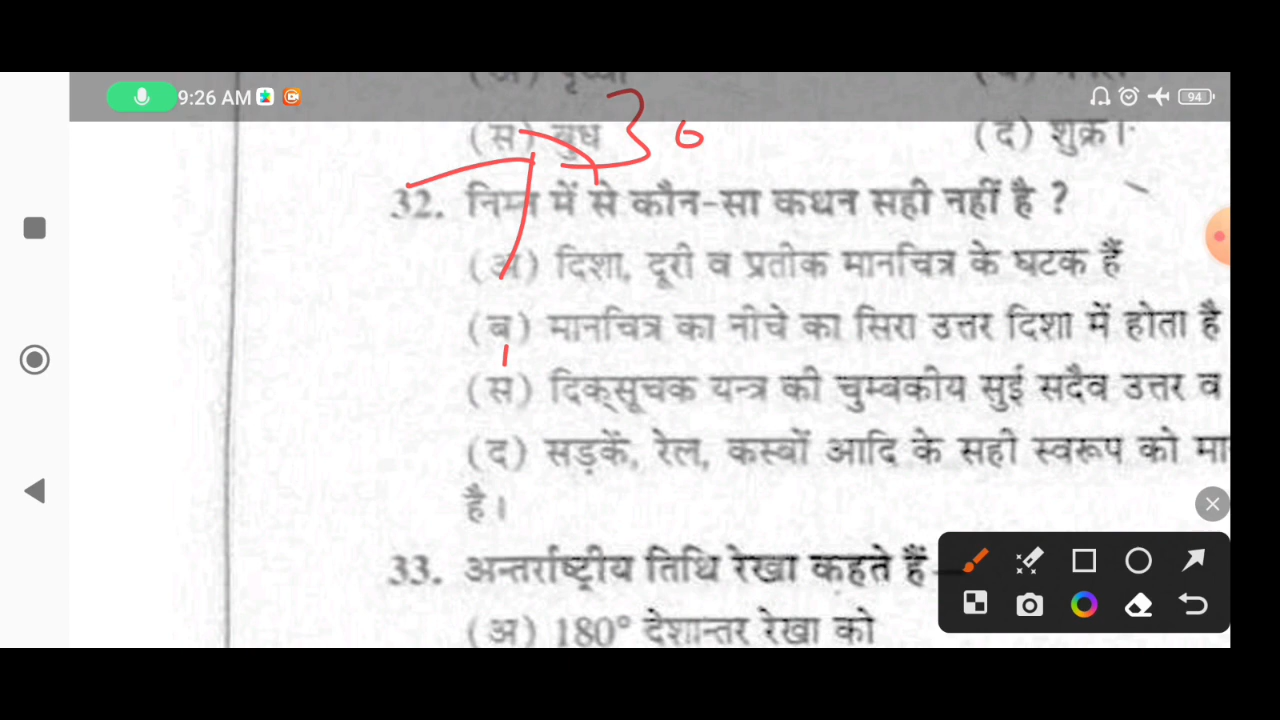 9:26 AM
94
(स) बुध
(द) शुक्र।
32. निम्न में से कौन-सा कथन सही नहीं है ?
(अ) दिशा, दूरी व प्रतीक मानचित्र के घटक हैं
(ब) मानचित्र का नीचे का सिरा उत्तर दिशा में होता है
(स) दिक्सूचक यन्त्र की चुम्बकीय सुई सदैव उत्तर व
(द) सड़कें, रेल, कस्बों आदि के सही स्वरूप को मा
है।
33. अन्तर्राष्ट्रीय तिथि रेखा कहते हैं—
(अ) 180° देशान्तर रेखा को